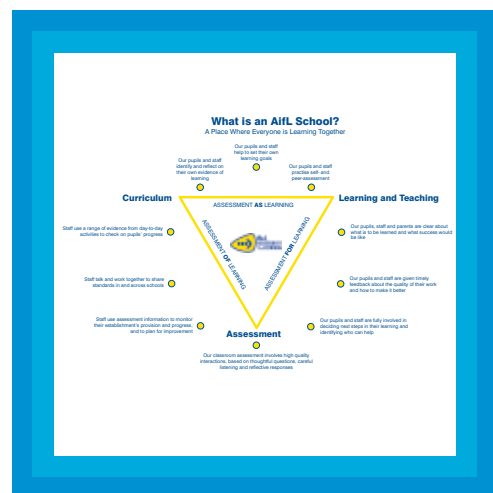 What is an AifL School?
A Place Where Everyone is Learning Together
Our pupils and staff
help to set their own
learning goals
Our pupils and staff
identify and reflect on
their own evidence of
learning
Our pupils and staff
practise self- and
peer-assessment
Curriculum
Learning and Teaching
ASSESSMENT AS LEARNING
ASSESSMENT OF LEARNING
ASSESSMENT FOR LEARNING
Staff use a range of evidence from day-to-day
activities to check on pupils' progress
Our pupils, staff and parents are clear about
what is to be learned and what success would
be like
Staff talk and work together to share
standards in and across schools
Our pupils and staff are given timely
feedback about the quality of their work
and how to make it better
Staff use assessment information to monitor
their establishment's provision and progress,
and to plan for improvement
Our pupils and staff are fully involved in
deciding next steps in their learning and
identifying who can help
Assessment
Our classroom assessment involves high quality
interactions, based on thoughtful questions, careful
listening and reflective responses